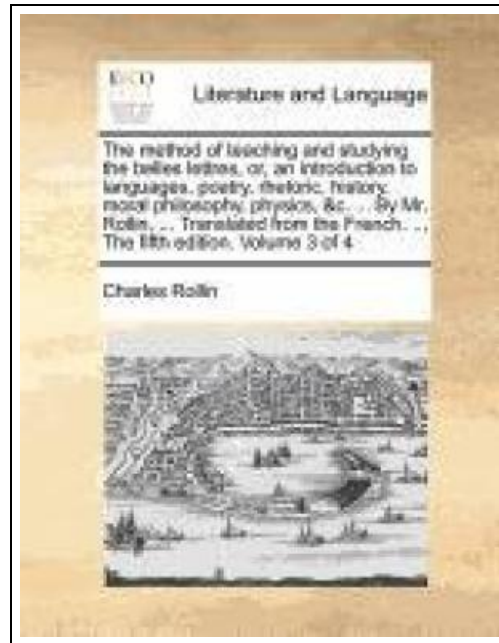 ECCO
Literature and Language
The method of teaching and studying
the belles lettres, or, an introduction to
languages, poetry, rhetoric, history,
moral philosophy, physics, &c. ... By Mr.
Rollin, ... Translated from the French. ...
The fifth edition. Volume 3 of 4
Charles Rollin